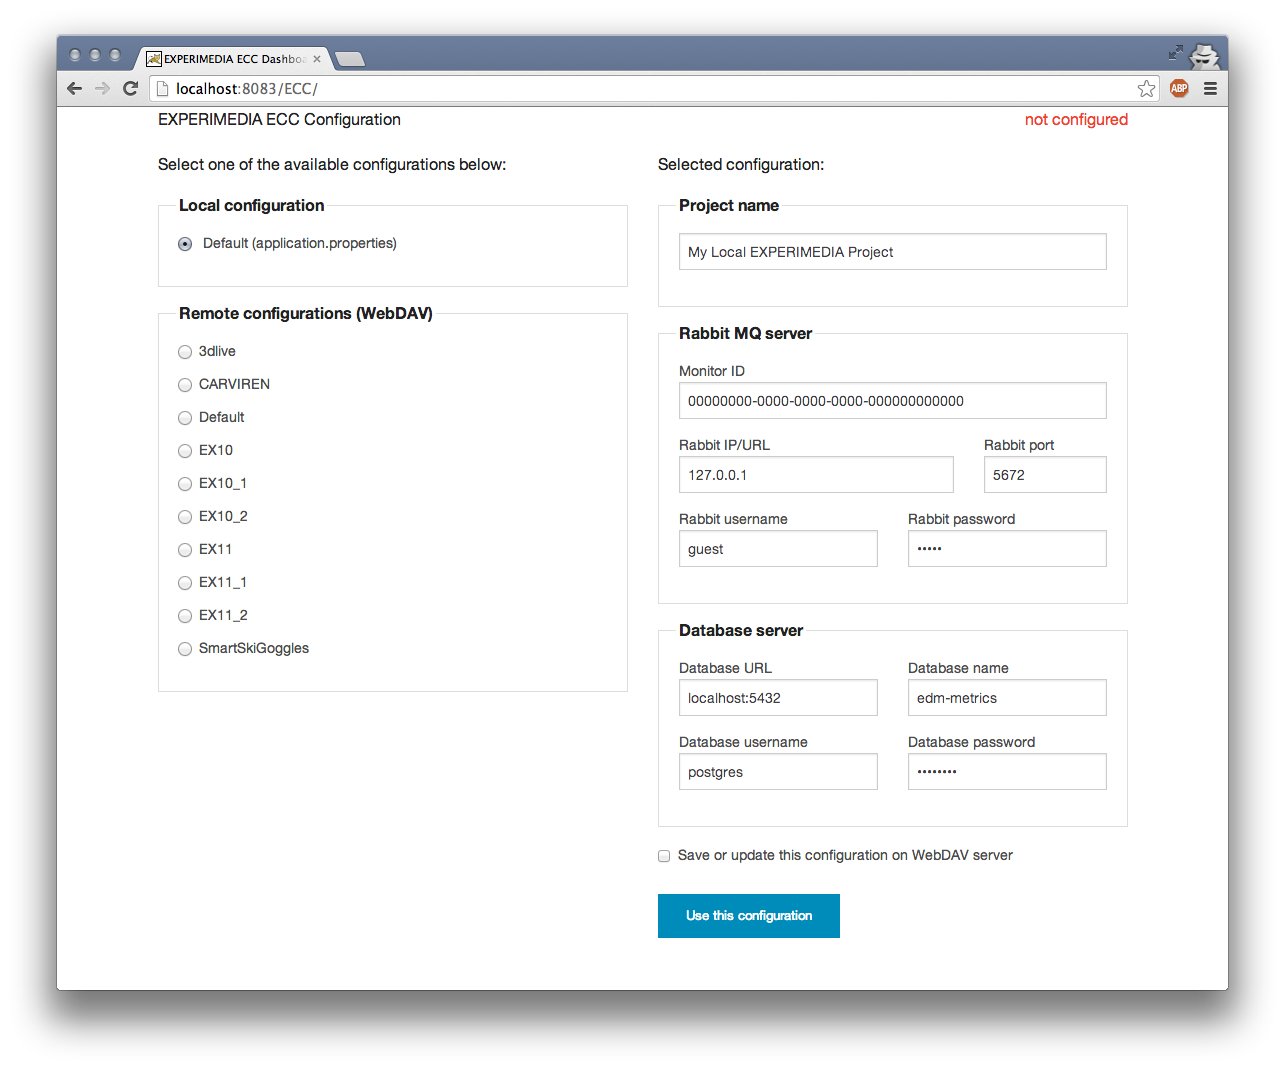 EXPERIMEDIA ECC Dashboa
localhost:8083/ECC/
ABP
EXPERIMEDIA ECC Configuration
not configured
Select one of the available configurations below:
Local configuration
Default (application.properties)
Remote configurations (WebDAV)
3dlive
CARVIREN
Default
EX10
EX10_1
EX10_2
EX11
EX11_1
EX11_2
SmartSkiGoggles
Selected configuration:
Project name
My Local EXPERIMEDIA Project
Rabbit MQ server
Monitor ID
00000000-0000-0000-0000-000000000000
Rabbit IP/URL Rabbit port
127.0.0.1 5672
Rabbit username Rabbit password
guest •••••
Database server
Database URL Database name
localhost:5432 edm-metrics
Database username Database password
postgres ••••••••
Save or update this configuration on WebDAV server
Use this configuration